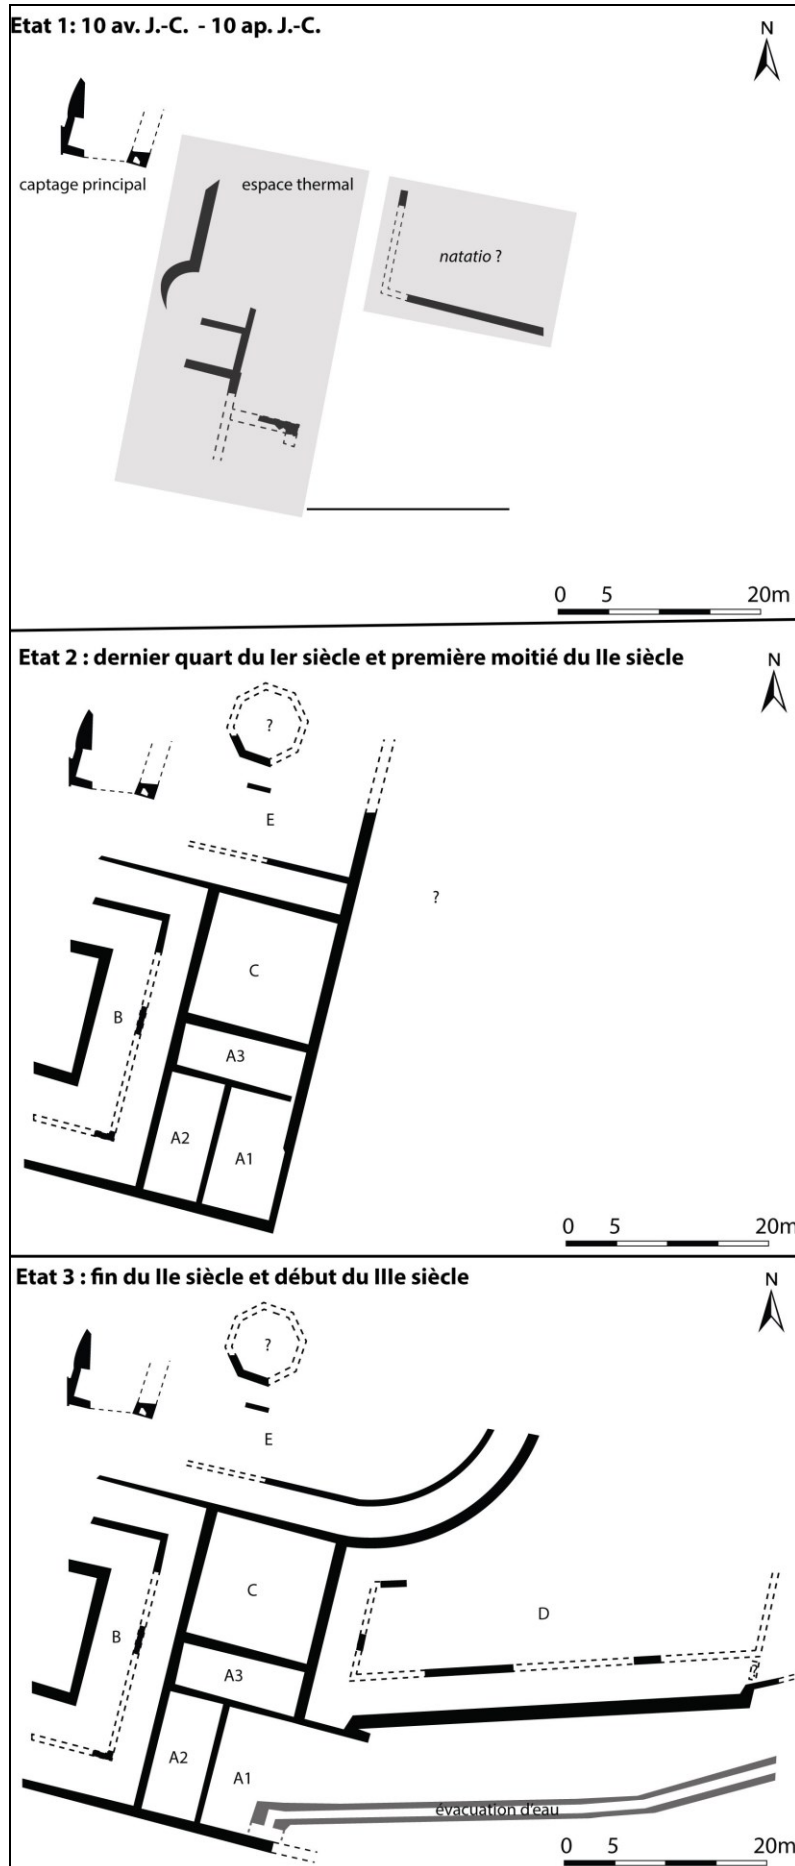 Etat 1: 10 av. J.-C. - 10 ap. J.-C.
N
captage principal
espace thermal
natatio ?
0 5 20m
Etat 2 : dernier quart du Ier siècle et première moitié du IIe siècle
N
?
E
?
C
B
A3
A2
A1
0 5 20m
Etat 3 : fin du IIe siècle et début du IIIe siècle
N
?
E
C
D
B
A3
A2
A1
évacuation d'eau
0 5 20m